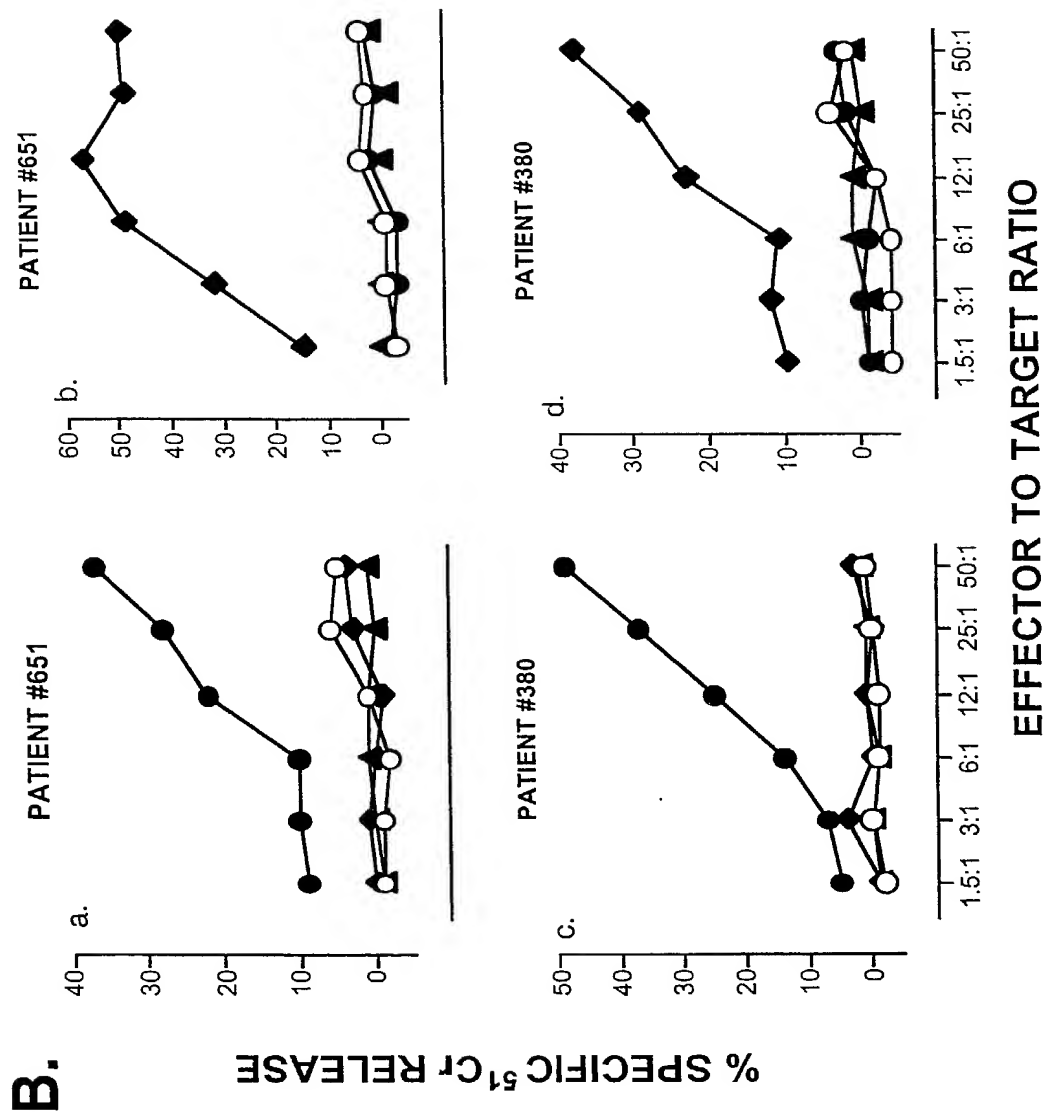 B.
% SPECIFIC ⁵¹Cr RELEASE
PATIENT #651
a.
40
30
20
10
0
PATIENT #651
b.
60
50
40
30
20
10
0
PATIENT #380
c.
50
40
30
20
10
0
1.5:1 3:1 6:1 12:1 25:1 50:1
PATIENT #380
d.
40
30
20
10
0
1.5:1 3:1 6:1 12:1 25:1 50:1
EFFECTOR TO TARGET RATIO